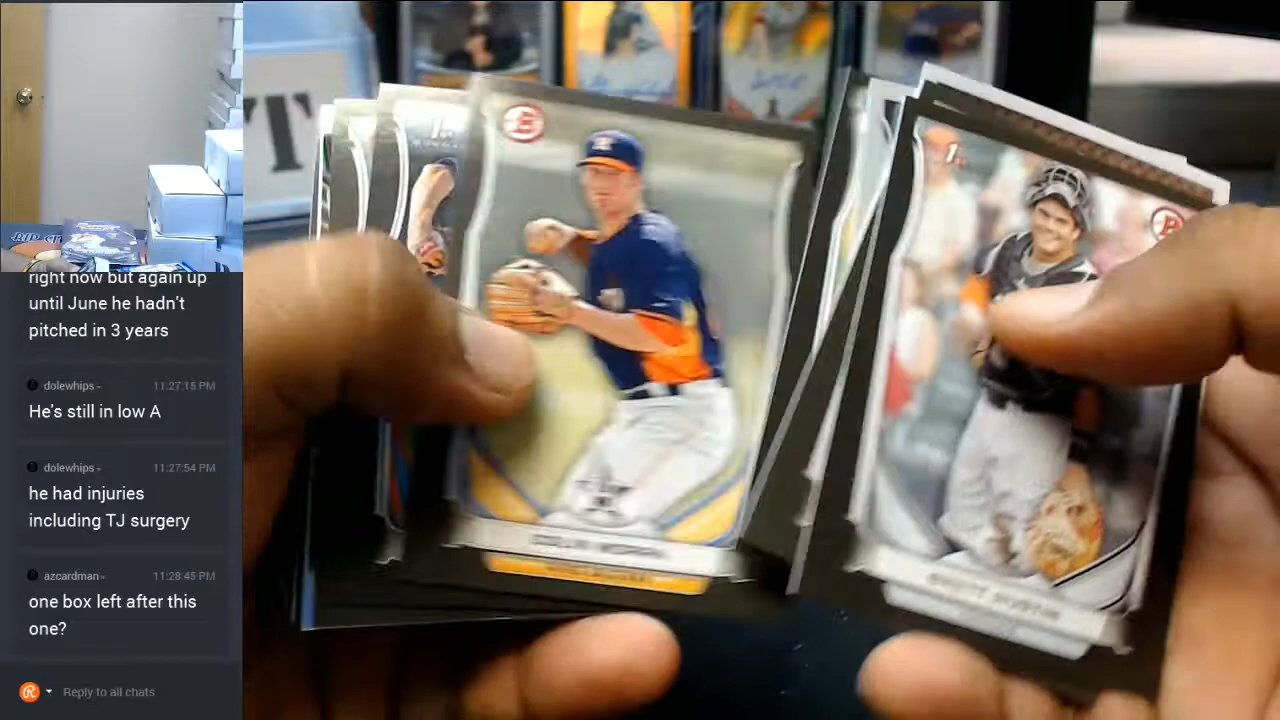 right now but again up
until June he hadn't
pitched in 3 years
dolewhips
11:27:15 PM
He's still in low A
dolewhips
11:27:54 PM
he had injuries
including TJ surgery
azcardman
11:28:45 PM
one box left after this
one?
Reply to all chats
T
B
1st